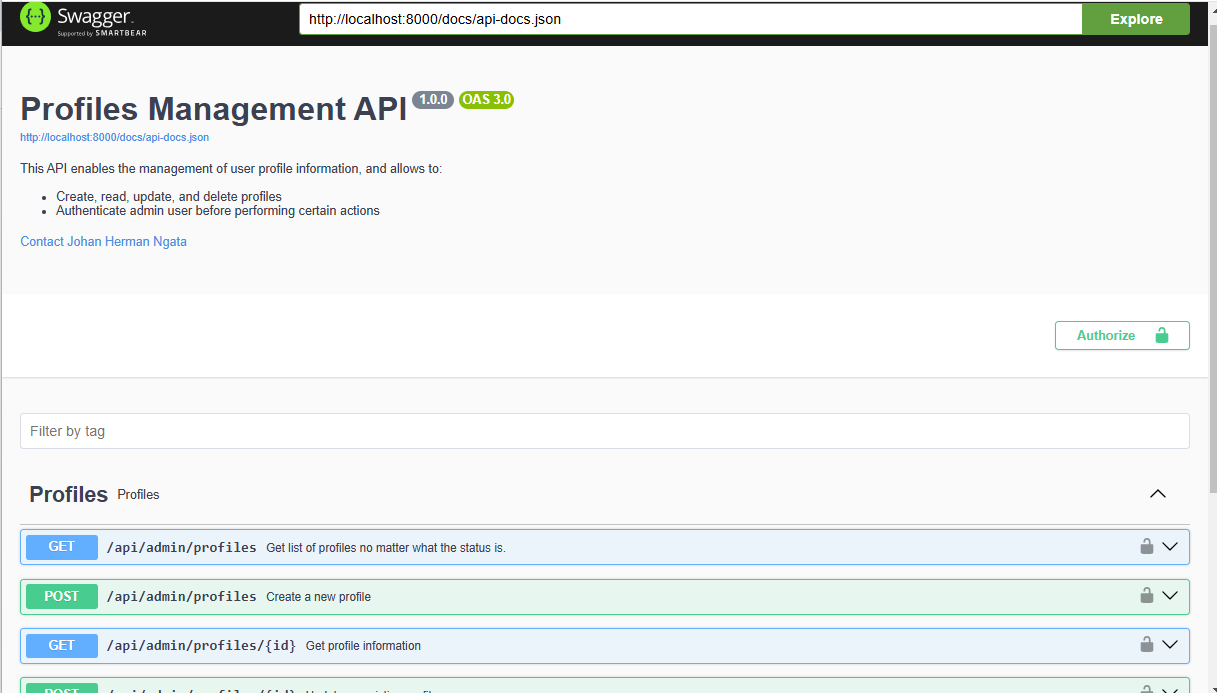 Swagger.
Supported by SMARTBEAR
http://localhost:8000/docs/api-docs.json
Explore
Profiles Management API 1.0.0 OAS 3.0
http://localhost:8000/docs/api-docs.json
This API enables the management of user profile information, and allows to:
Create, read, update, and delete profiles
Authenticate admin user before performing certain actions
Contact Johan Herman Ngata
Authorize
Filter by tag
Profiles Profiles
GET /api/admin/profiles Get list of profiles no matter what the status is.
POST /api/admin/profiles Create a new profile
GET /api/admin/profiles/{id} Get profile information
POST /api/admin/profiles/{id}